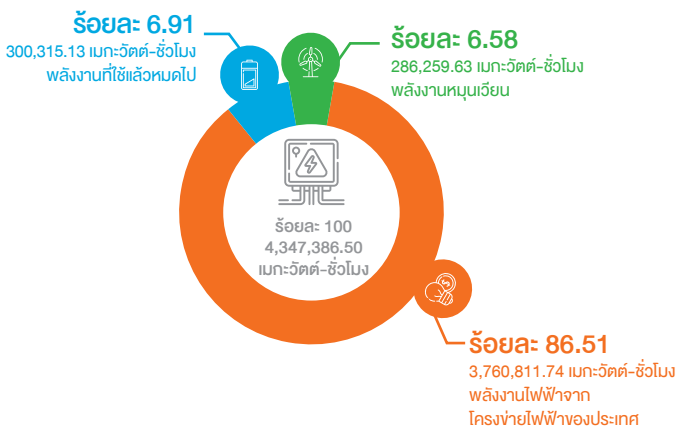 ร้อยละ 6.91
300,315.13 เมกะวัตต์-ชั่วโมง
พลังงานที่ใช้แล้วหมดไป
ร้อยละ 6.58
286,259.63 เมกะวัตต์-ชั่วโมง
พลังงานหมุนเวียน
ร้อยละ 100
4,347,386.50
เมกะวัตต์-ชั่วโมง
ร้อยละ 86.51
3,760,811.74 เมกะวัตต์-ชั่วโมง
พลังงานไฟฟ้าจาก
โครงข่ายไฟฟ้าของประเทศ